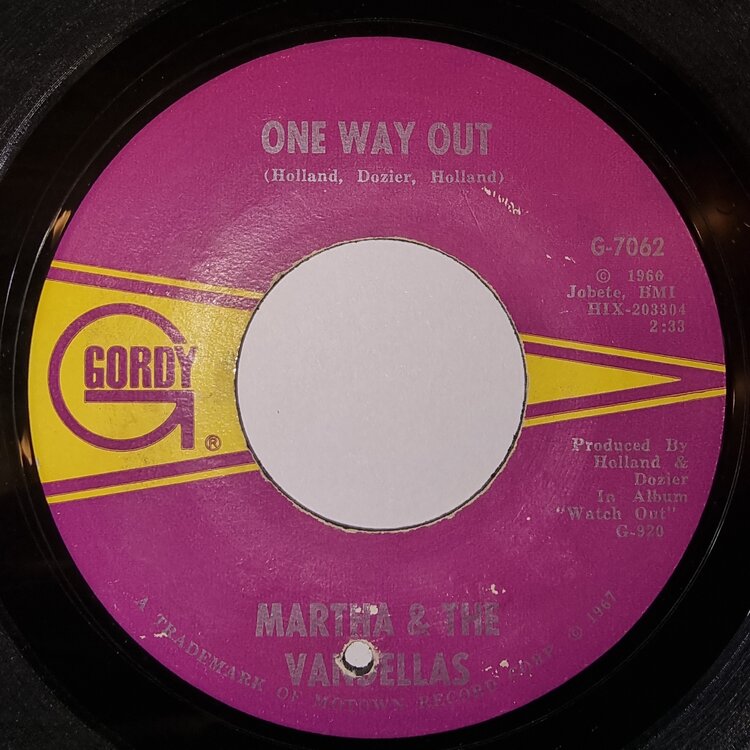 ONE WAY OUT
(Holland, Dozier, Holland)
G-7062
© 1966
Jobete, BMI
HIX-203304
2:33
GORDY
®
Produced By
Holland &
Dozier
In Album
"Watch Out"
G-920
MARTHA & THE
VANDELLAS
A TRADEMARK OF MOTOWN RECORD CORP. © 1967